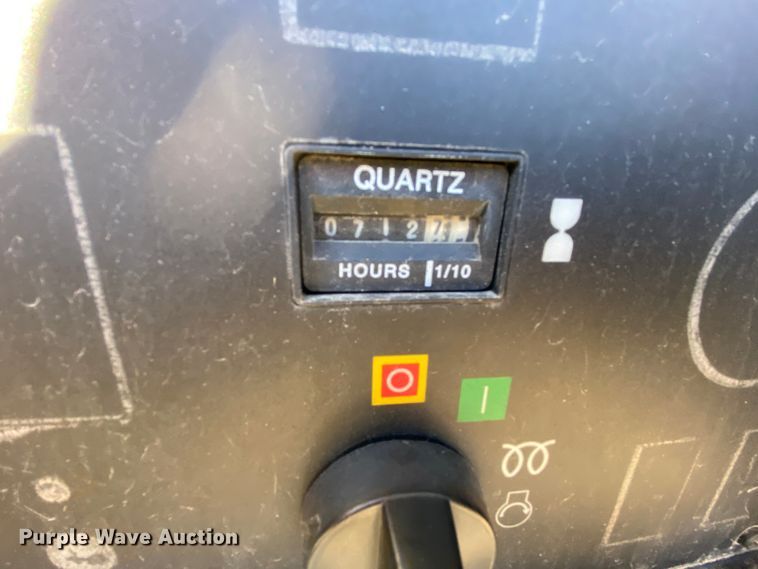 QUARTZ
0712
HOURS 1/10
Purple Wave Auction